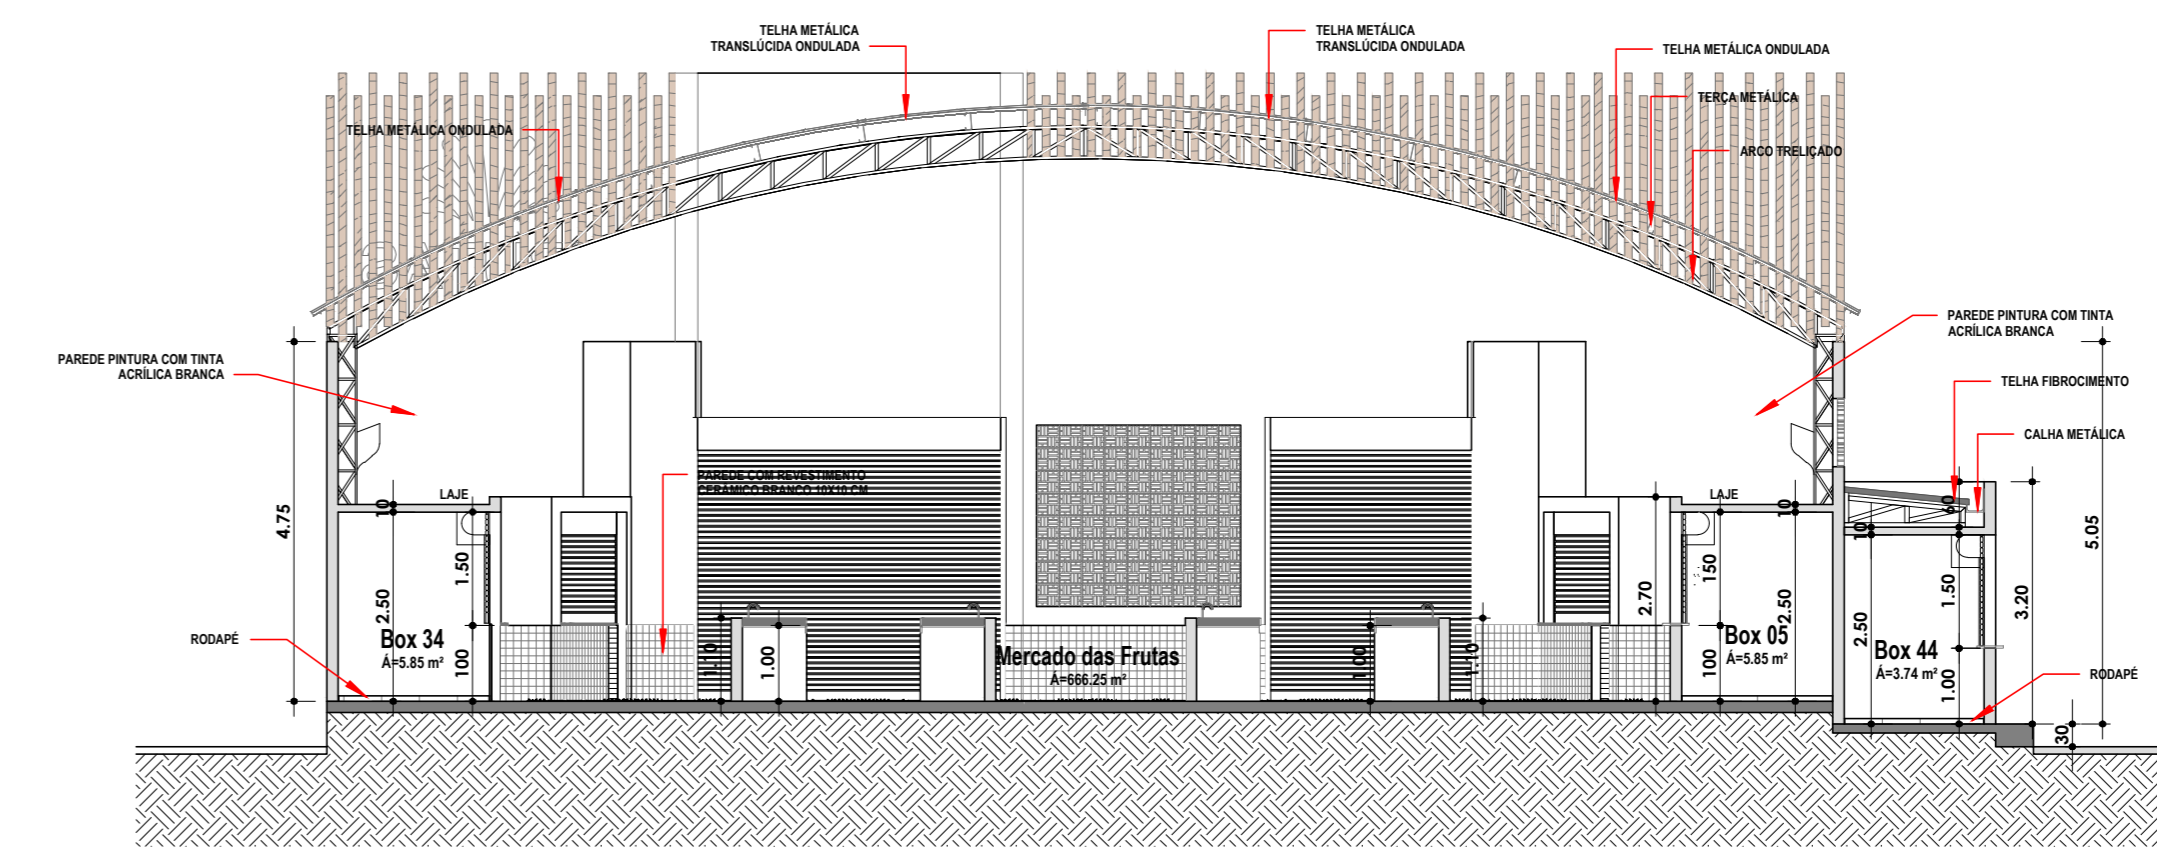 TELHA METÁLICA
TRANSLÚCIDA ONDULADA
TELHA METÁLICA
TRANSLÚCIDA ONDULADA
TELHA METÁLICA ONDULADA
TERÇA METÁLICA
TELHA METÁLICA ONDULADA
ARCO TRELIÇADO
PAREDE PINTURA COM TINTA
ACRÍLICA BRANCA
PAREDE PINTURA COM TINTA
ACRÍLICA BRANCA
TELHA FIBROCIMENTO
CALHA METÁLICA
PAREDE COM REVESTIMENTO
CERÂMICO BRANCO 10X10 CM
LAJE
LAJE
4.75
10
1.50
2.50
100
Box 34
Á=5.85 m²
RODAPÉ
1.10
1.00
Mercado das Frutas
Á=666.25 m²
1.00
1.10
2.70
150
100
10
2.50
Box 05
Á=5.85 m²
10
60
2.50
1.50
1.00
Box 44
Á=3.74 m²
3.20
5.05
30
RODAPÉ